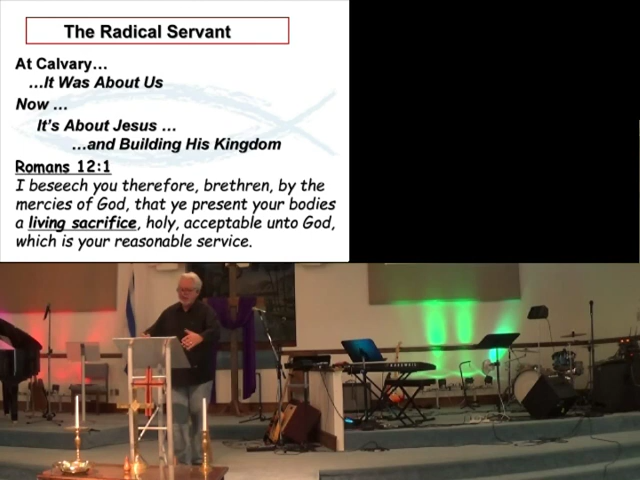 The Radical Servant
At Calvary…
…It Was About Us
Now …
It's About Jesus …
…and Building His Kingdom
Romans 12:1
I beseech you therefore, brethren, by the
mercies of God, that ye present your bodies
a living sacrifice, holy, acceptable unto God,
which is your reasonable service.